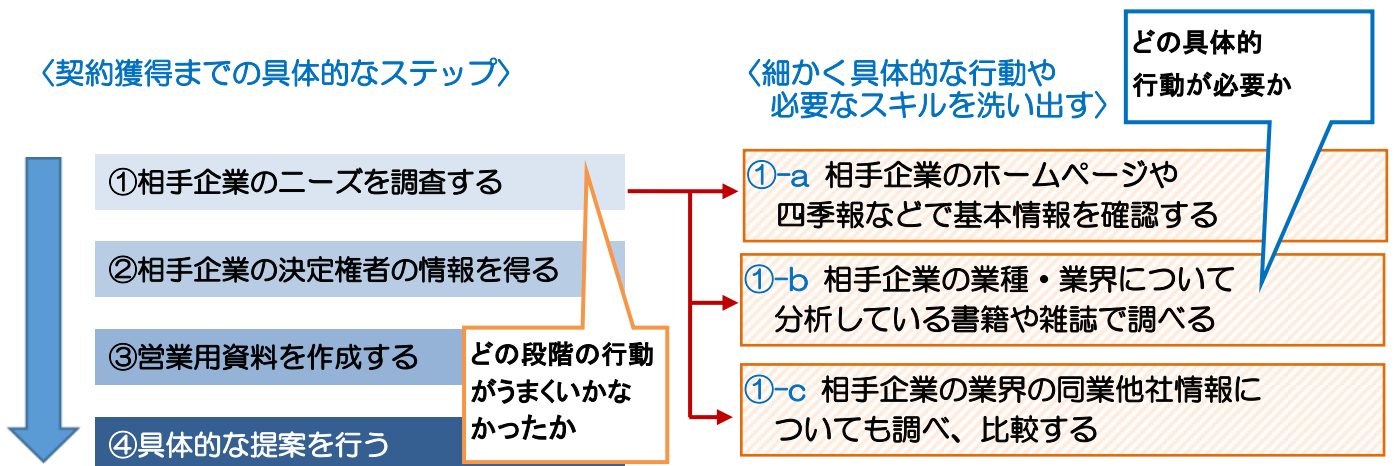 〈契約獲得までの具体的なステップ〉
①相手企業のニーズを調査する
②相手企業の決定権者の情報を得る
③営業用資料を作成する
④具体的な提案を行う
どの段階の行動
がうまくいかな
かったか
〈細かく具体的な行動や
必要なスキルを洗い出す〉
どの具体的
行動が必要か
①-a 相手企業のホームページや
四季報などで基本情報を確認する
①-b 相手企業の業種・業界について
分析している書籍や雑誌で調べる
①-c 相手企業の業界の同業他社情報に
ついても調べ、比較する